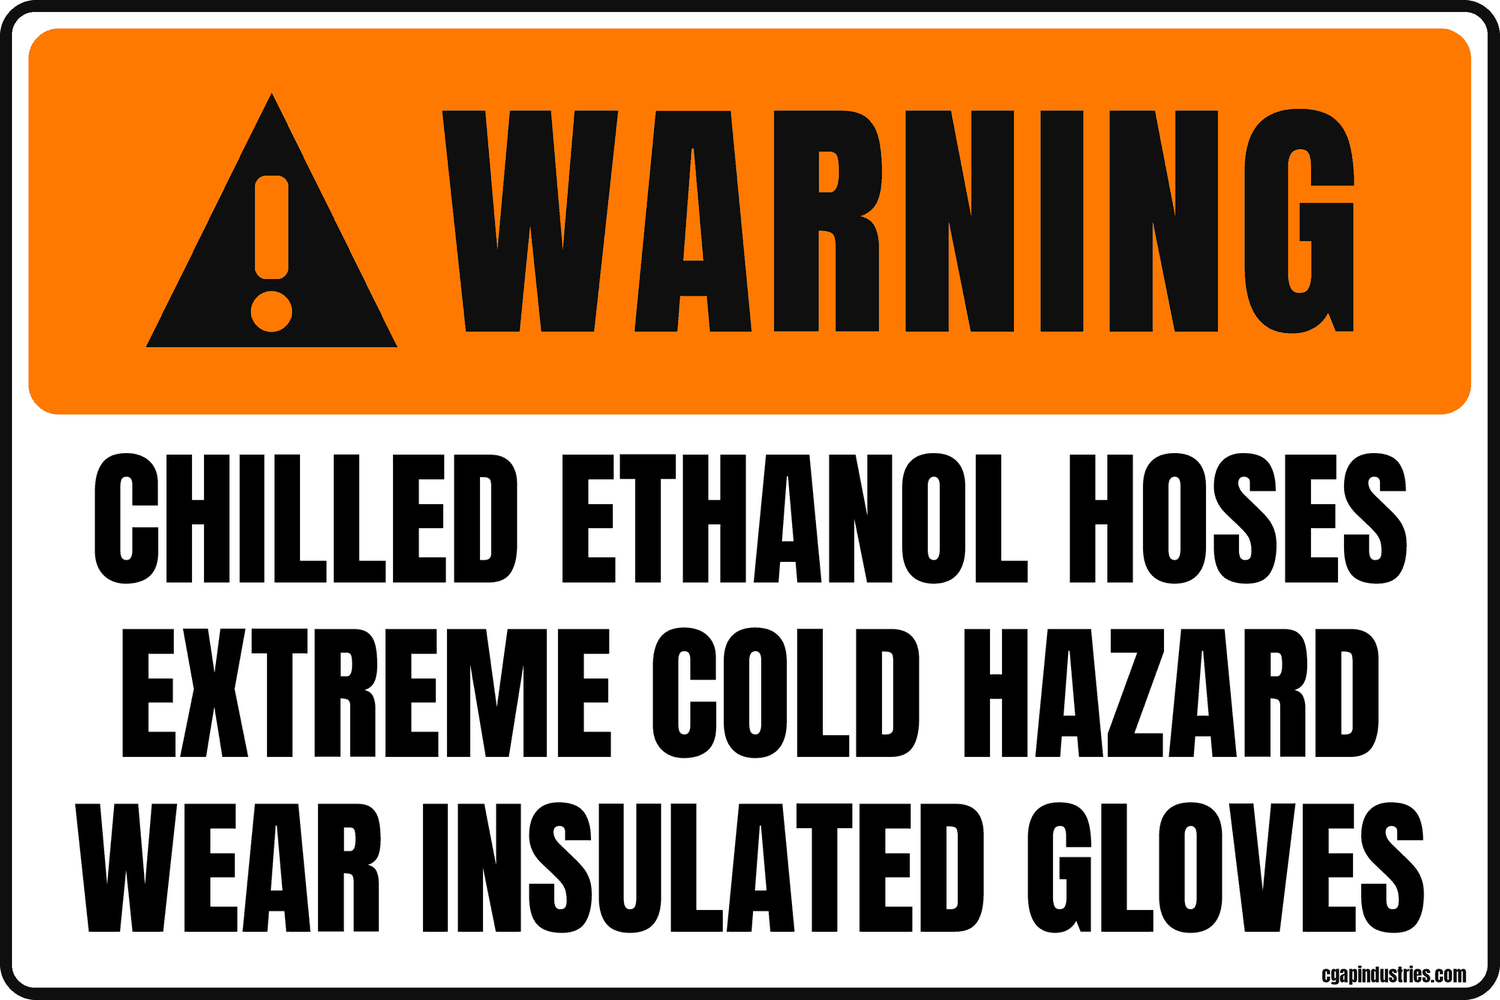 WARNING
CHILLED ETHANOL HOSES
EXTREME COLD HAZARD
WEAR INSULATED GLOVES
cgapindustries.com